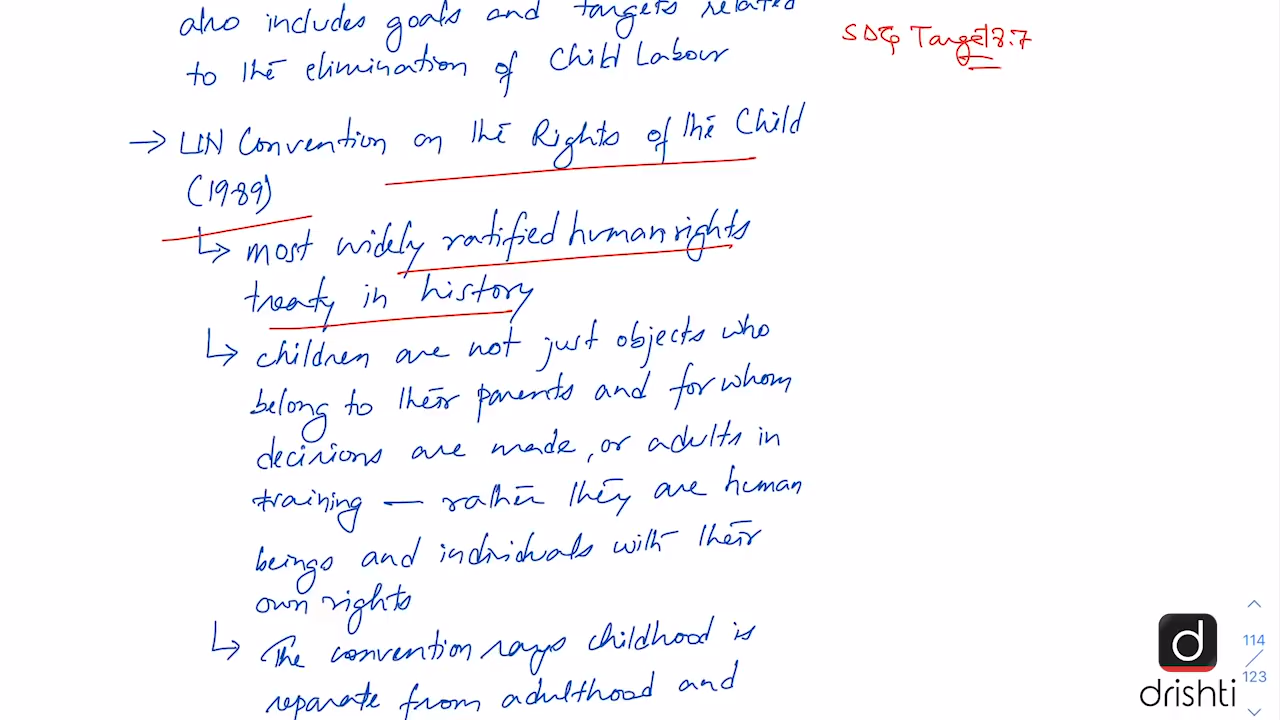 also includes goals and targets related
to the elimination of Child Labour
SDG Target 8.7
→ UN Convention on the Rights of the Child
(1989)
↳ most widely ratified human rights
treaty in history
↳ children are not just objects who
belong to their parents and for whom
decisions are made, or adults in
training — rather they are human
beings and individuals with their
own rights
↳ The convention says childhood is
separate from adulthood and
114
/
123
d
drishti